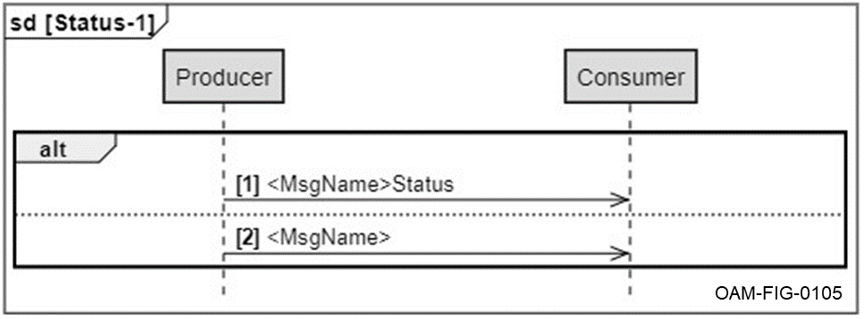 sd [Status-1]
Producer
Consumer
alt
[1] <MsgName>Status
[2] <MsgName>
OAM-FIG-0105